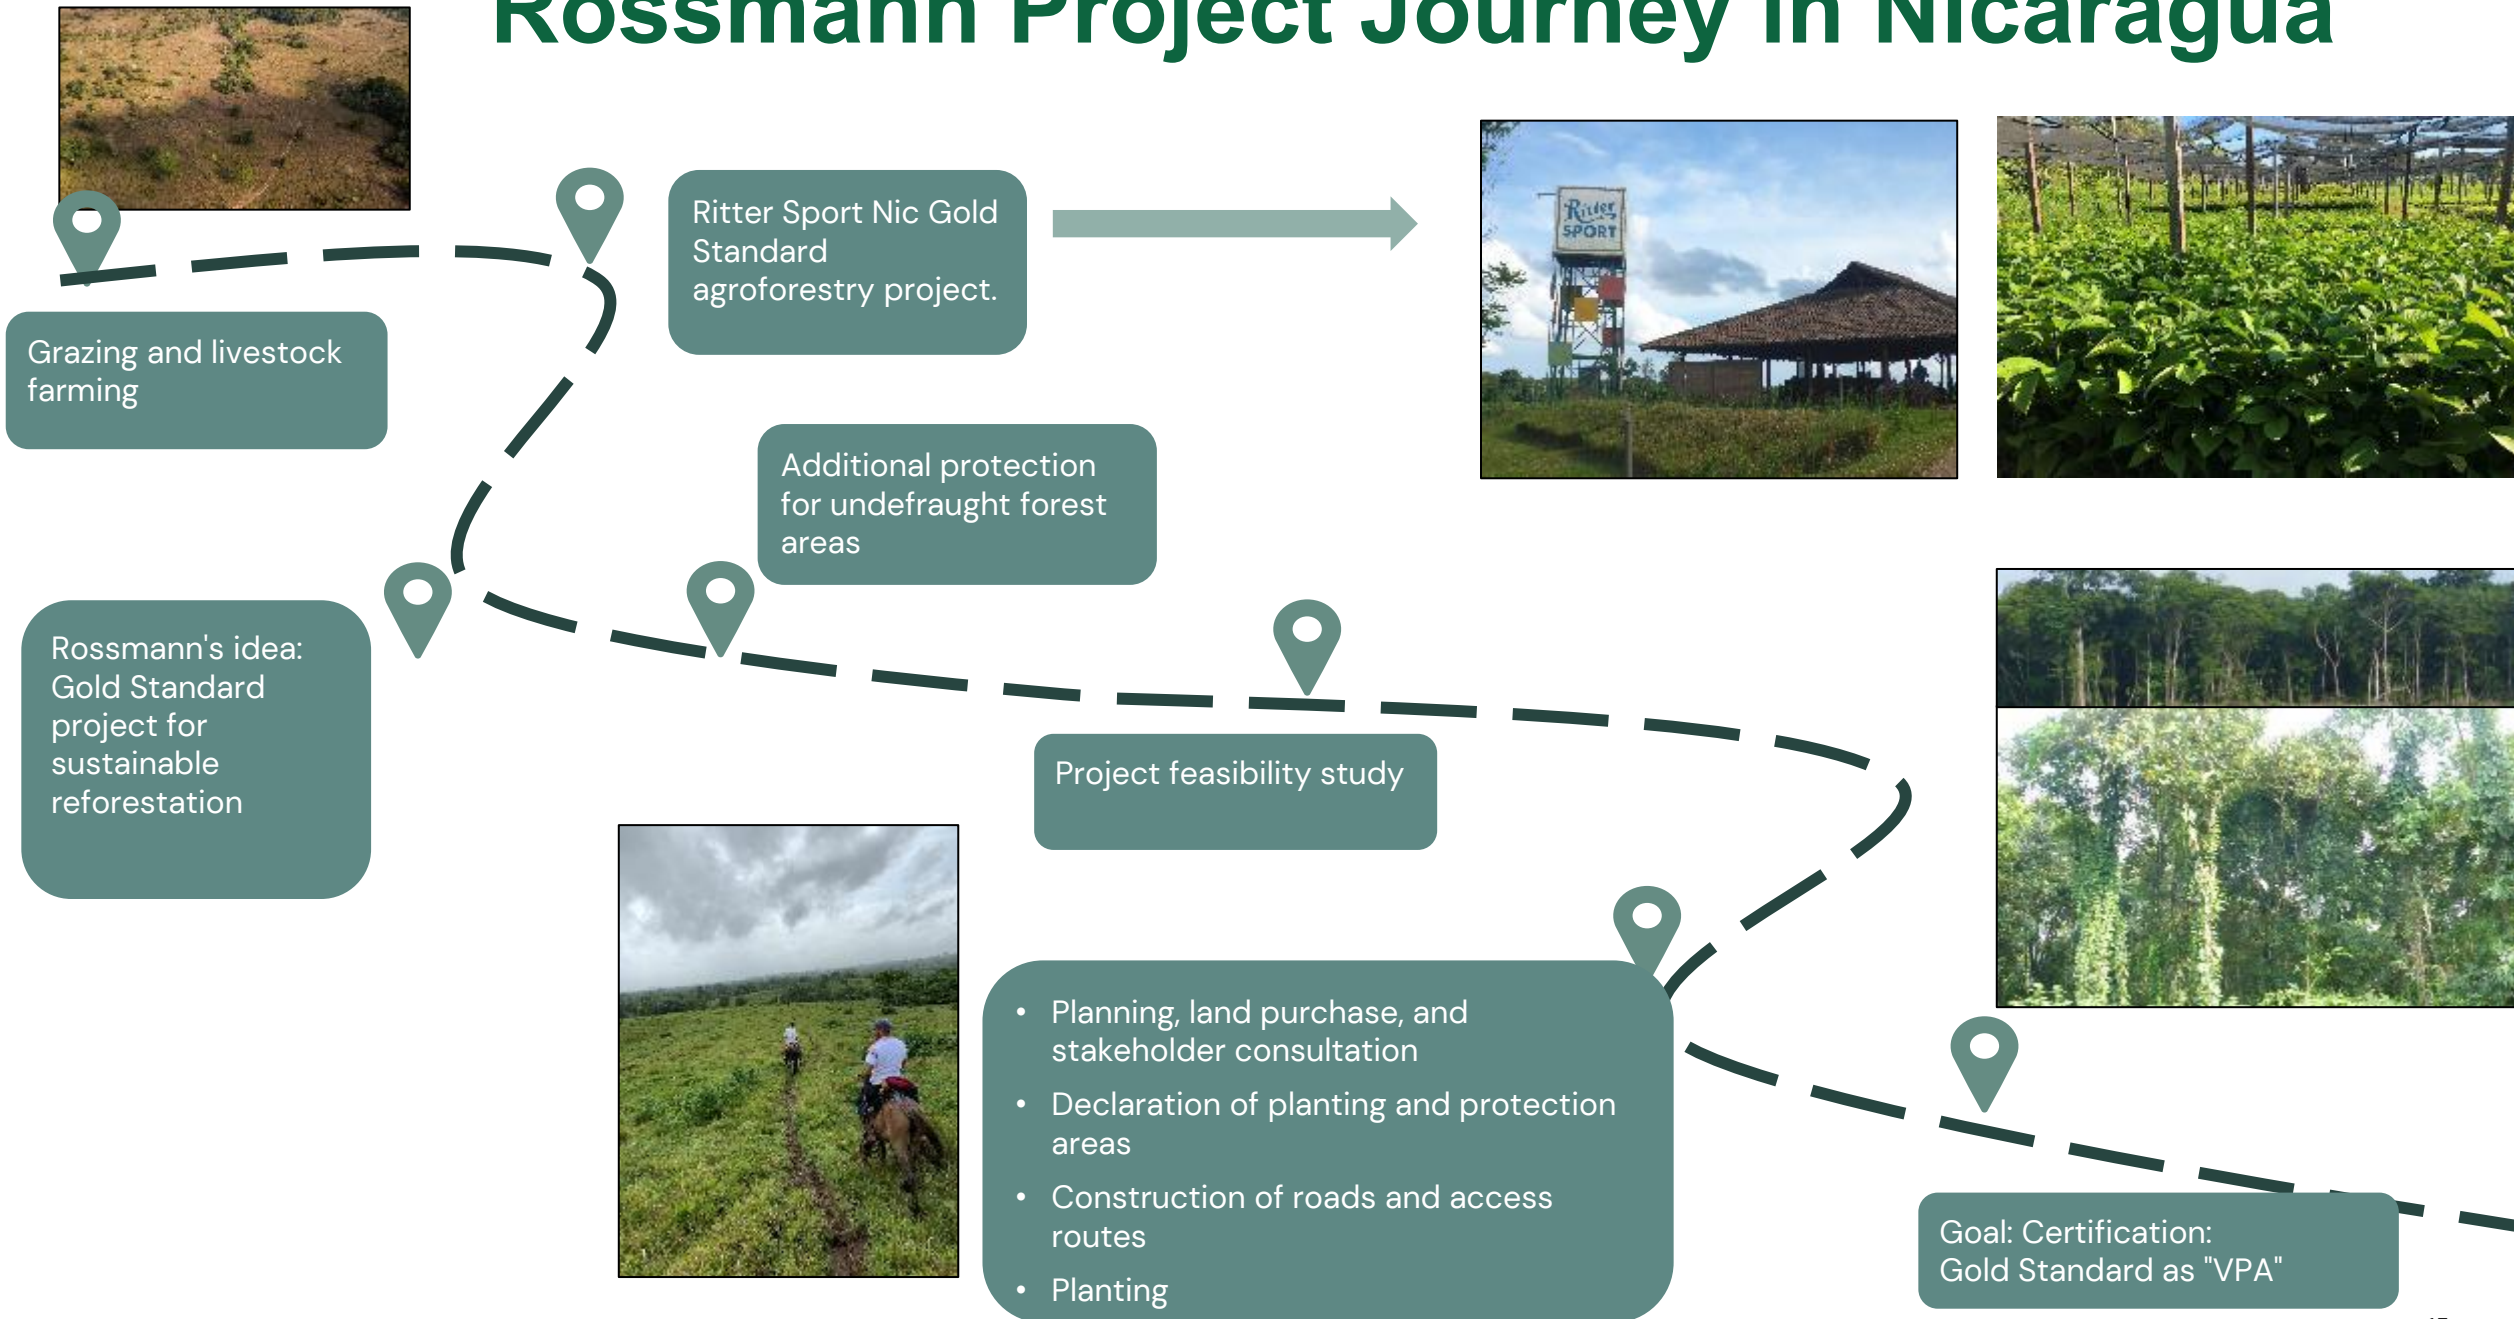 Rossmann Project Journey in Nicaragua
Ritter Sport Nic Gold
Standard
agroforestry project.
Ritter
SPORT
Grazing and livestock
farming
Additional protection
for undefraught forest
areas
Rossmann's idea:
Gold Standard
project for
sustainable
reforestation
Project feasibility study
• Planning, land purchase, and
stakeholder consultation
• Declaration of planting and protection
areas
• Construction of roads and access
routes
• Planting
Goal: Certification:
Gold Standard as "VPA"